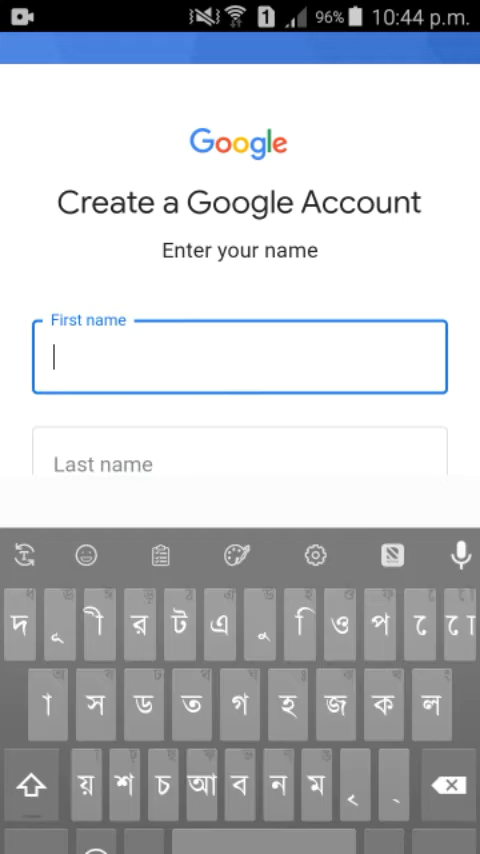 96% 10:44 p.m.
Google
Create a Google Account
Enter your name
First name
Last name
দ ূ ী র ট এ ু ি ও প ে ো
া স ড ত গ হ জ ক ল
য় শ চ আ ব ন ম ্ ়